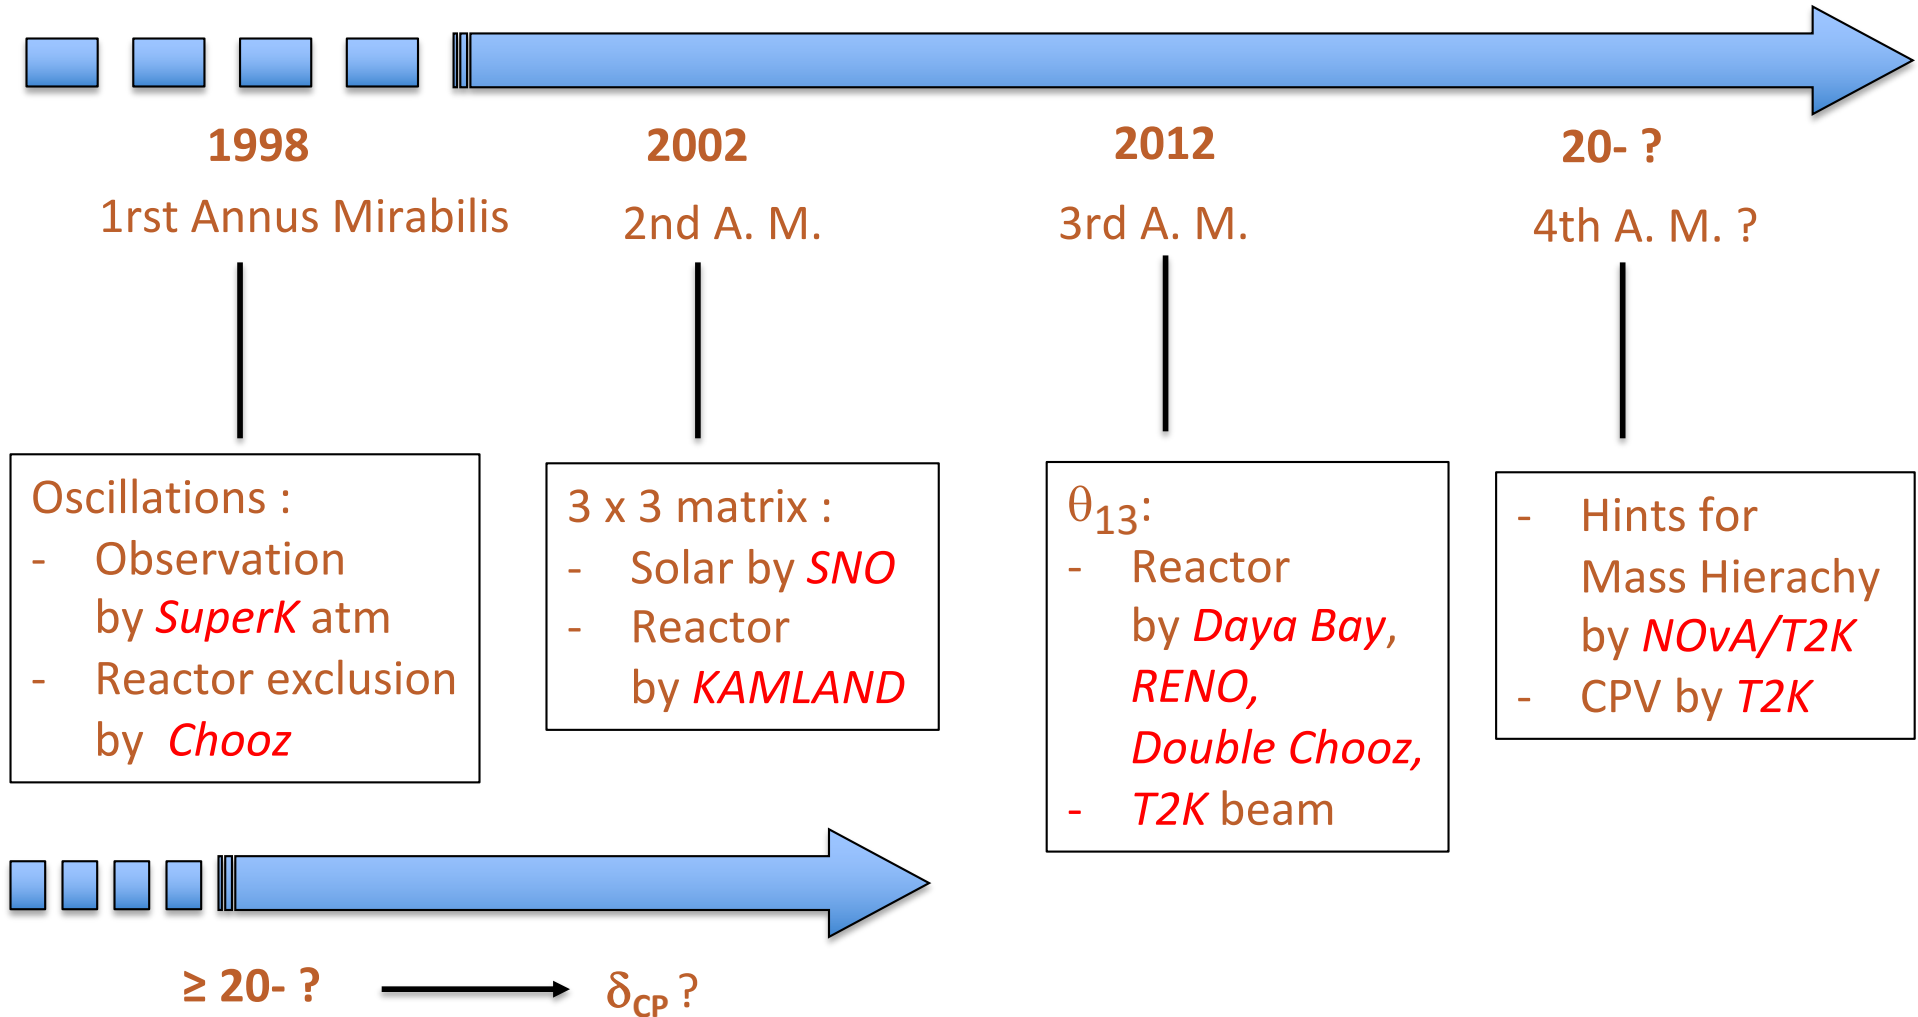 1998
1rst Annus Mirabilis
2002
2nd A. M.
2012
3rd A. M.
20- ?
4th A. M. ?
Oscillations :
- Observation
by SuperK atm
- Reactor exclusion
by Chooz
3 x 3 matrix :
- Solar by SNO
- Reactor
by KAMLAND
θ13:
- Reactor
by Daya Bay,
RENO,
Double Chooz,
- T2K beam
- Hints for
Mass Hierachy
by NOvA/T2K
- CPV by T2K
≥ 20- ?
δCP ?